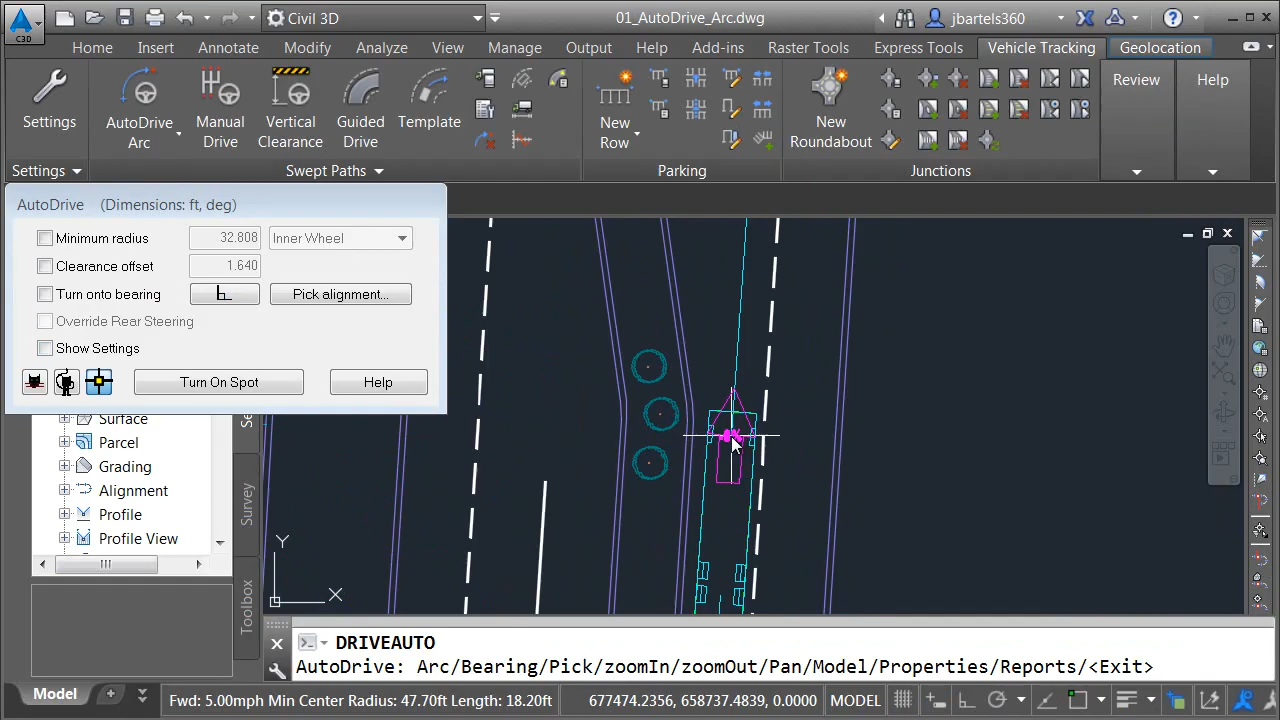 Civil 3D
01_AutoDrive_Arc.dwg
jbartels360
C3D
Home Insert Annotate Modify Analyze View Manage Output Help Add-ins Raster Tools Express Tools Vehicle Tracking Geolocation
Settings
AutoDrive Arc
Manual Drive
Vertical Clearance
Guided Drive
Template
New Row
New Roundabout
Review
Help
Settings
Swept Paths
Parking
Junctions
AutoDrive (Dimensions: ft, deg)
Minimum radius 32.808 Inner Wheel
Clearance offset 1.640
Turn onto bearing Pick alignment...
Override Rear Steering
Show Settings
Turn On Spot Help
Surface
Parcel
Grading
Alignment
Profile
Profile View
Survey
Toolbox
Y
X
DRIVEAUTO
AutoDrive: Arc/Bearing/Pick/zoomIn/zoomOut/Pan/Model/Properties/Reports/<Exit>
Model
Fwd: 5.00mph Min Center Radius: 47.70ft Length: 18.20ft 677474.2356, 658737.4839, 0.0000 MODEL